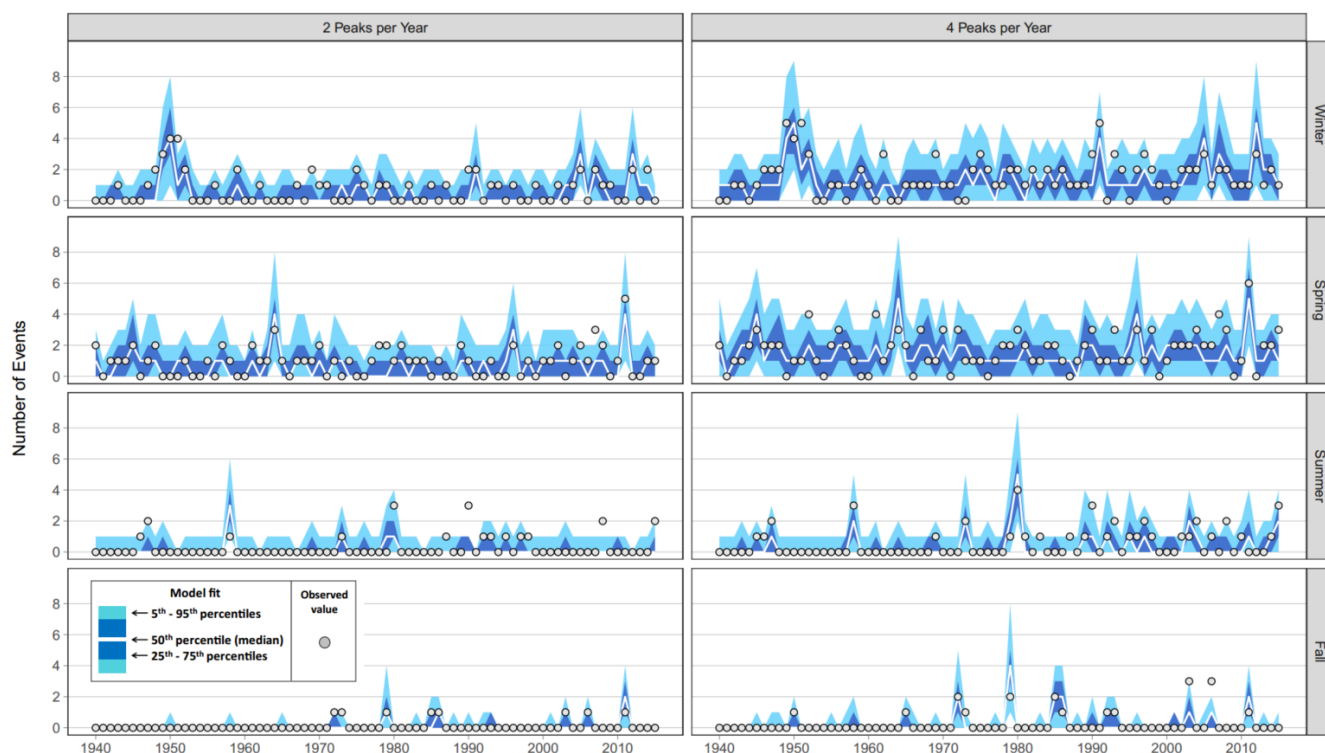 2 Peaks per Year
4 Peaks per Year
Number of Events
8
6
4
2
0
Winter
8
6
4
2
0
Spring
8
6
4
2
0
Summer
8
6
4
2
0
Fall
Model fit
Observed
value
5th - 95th percentiles
50th percentile (median)
25th - 75th percentiles
1940 1950 1960 1970 1980 1990 2000 2010
1940 1950 1960 1970 1980 1990 2000 2010